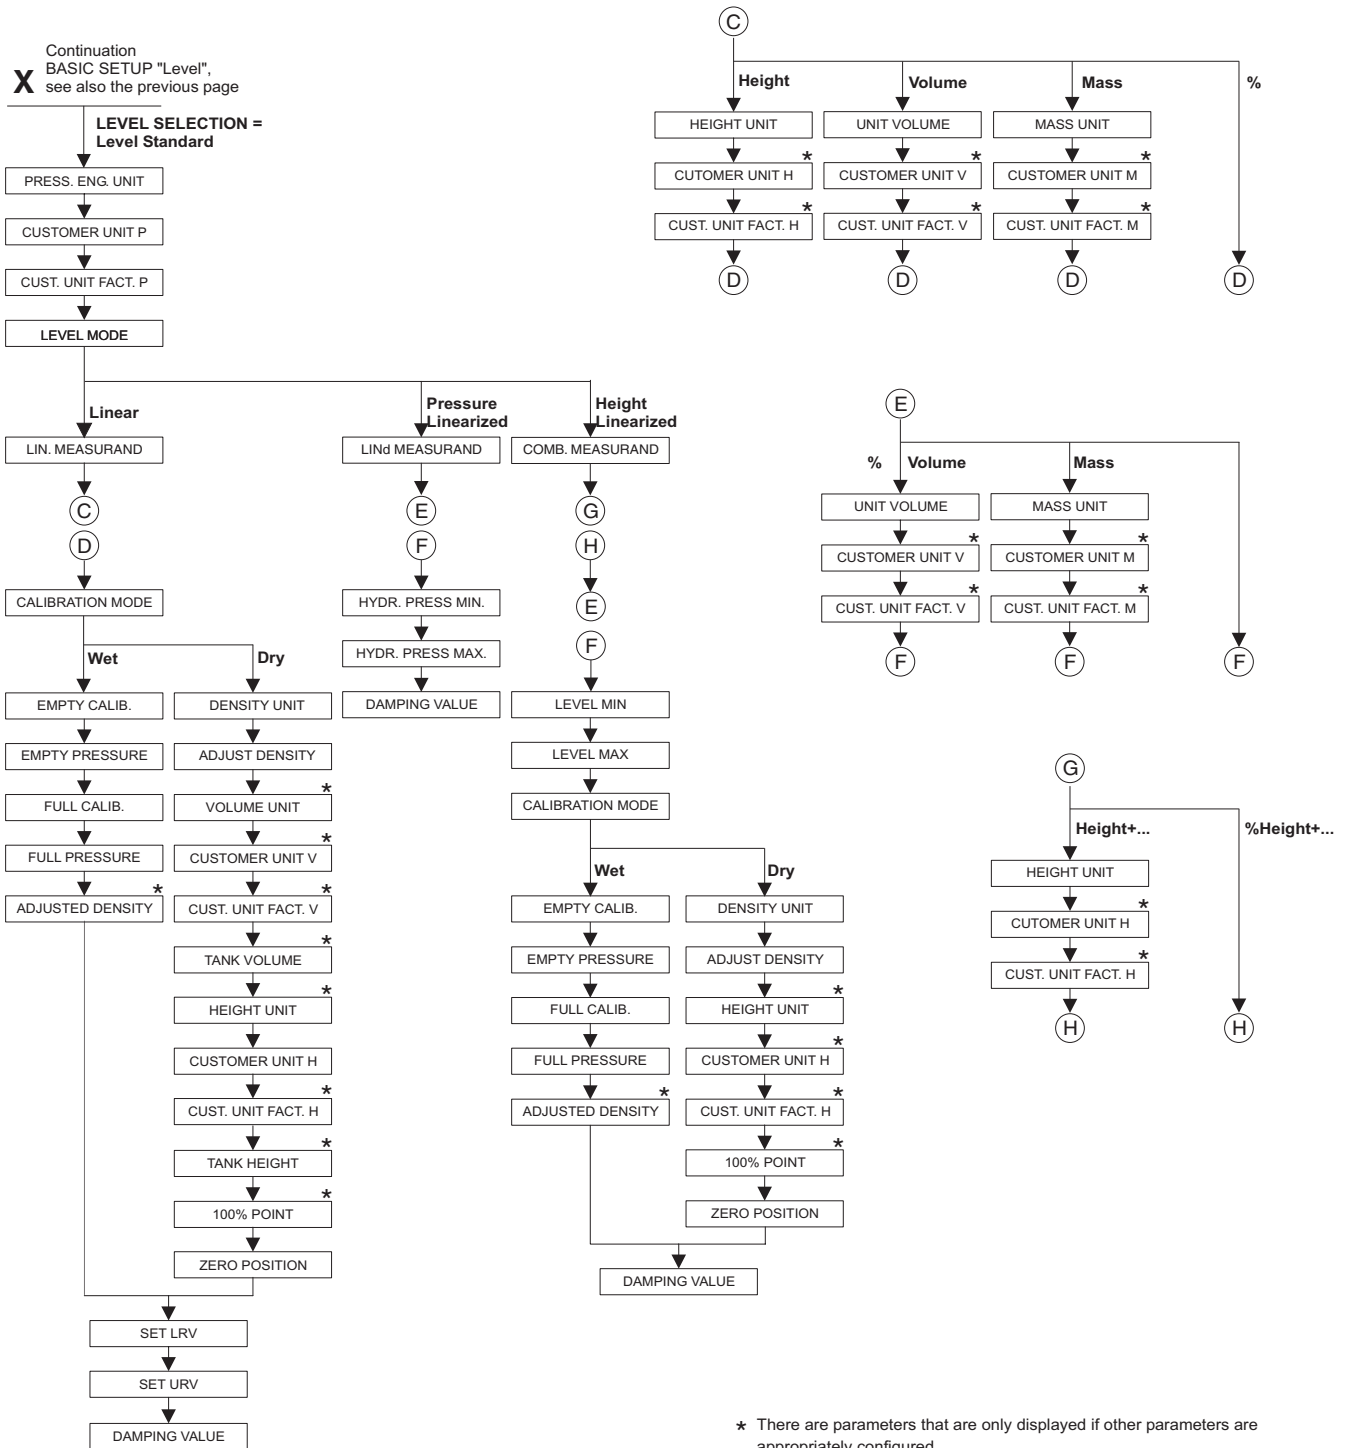 X
Continuation
BASIC SETUP "Level",
see also the previous page
LEVEL SELECTION =
Level Standard
PRESS. ENG. UNIT
CUSTOMER UNIT P
CUST. UNIT FACT. P
LEVEL MODE
Linear
LIN. MEASURAND
C
D
CALIBRATION MODE
Wet
EMPTY CALIB.
EMPTY PRESSURE
FULL CALIB.
FULL PRESSURE
*
ADJUSTED DENSITY
Dry
DENSITY UNIT
ADJUST DENSITY
*
VOLUME UNIT
*
CUSTOMER UNIT V
*
CUST. UNIT FACT. V
*
TANK VOLUME
*
HEIGHT UNIT
CUSTOMER UNIT H
*
CUST. UNIT FACT. H
*
TANK HEIGHT
*
100% POINT
ZERO POSITION
SET LRV
SET URV
DAMPING VALUE
Pressure
Linearized
LINd MEASURAND
E
F
HYDR. PRESS MIN.
HYDR. PRESS MAX.
DAMPING VALUE
Height
Linearized
COMB. MEASURAND
G
H
E
F
LEVEL MIN
LEVEL MAX
CALIBRATION MODE
Wet
EMPTY CALIB.
EMPTY PRESSURE
FULL CALIB.
FULL PRESSURE
*
ADJUSTED DENSITY
Dry
DENSITY UNIT
ADJUST DENSITY
*
HEIGHT UNIT
*
CUSTOMER UNIT H
*
CUST. UNIT FACT. H
*
100% POINT
ZERO POSITION
DAMPING VALUE
C
Height
HEIGHT UNIT
*
CUTOMER UNIT H
*
CUST. UNIT FACT. H
D
Volume
UNIT VOLUME
*
CUSTOMER UNIT V
*
CUST. UNIT FACT. V
D
Mass
MASS UNIT
*
CUSTOMER UNIT M
*
CUST. UNIT FACT. M
D
%
D
E
% Volume
UNIT VOLUME
*
CUSTOMER UNIT V
*
CUST. UNIT FACT. V
F
Mass
MASS UNIT
*
CUSTOMER UNIT M
*
CUST. UNIT FACT. M
F
F
G
Height+...
HEIGHT UNIT
*
CUTOMER UNIT H
*
CUST. UNIT FACT. H
H
%Height+...
H
* There are parameters that are only displayed if other parameters are
appropriately configured